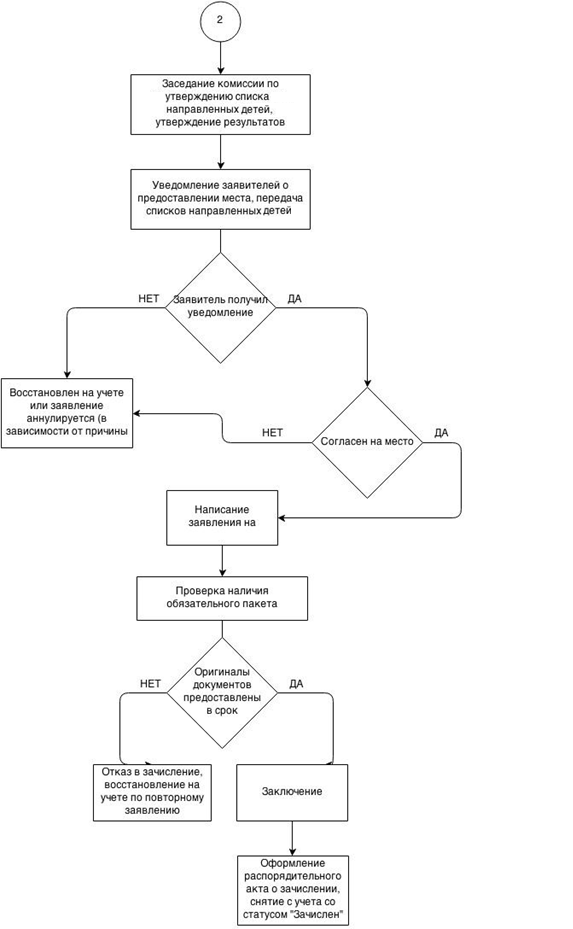 2
Заседание комиссии по
утверждению списка
направленных детей,
утверждение результатов
Уведомление заявителей о
предоставлении места, передача
списков направленных детей
НЕТ
Заявитель получил
уведомление
ДА
Восстановлен на учете
или заявление
аннулируется (в
зависимости от причины
НЕТ
Согласен на место
ДА
Написание
заявления на
Проверка наличия
обязательного пакета
НЕТ
Оригиналы
документов
предоставлены
в срок
ДА
Отказ в зачисление,
восстановление на
учете по повторному
заявлению
Заключение
Оформление
распорядительного
акта о зачислении,
снятие с учета со
статусом "Зачислен"